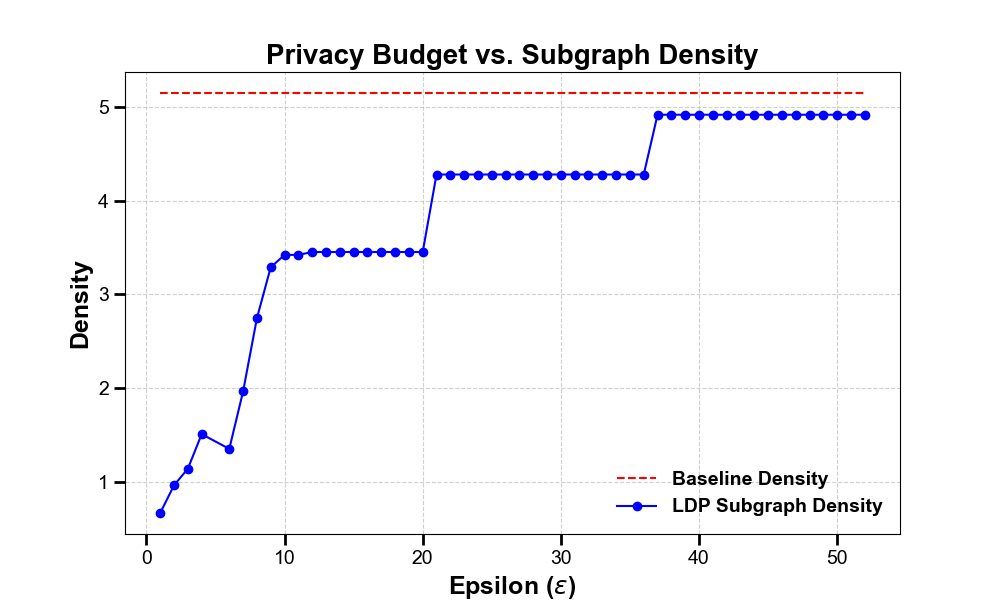 Privacy Budget vs. Subgraph Density
Density
5
4
3
2
1
Baseline Density
LDP Subgraph Density
0 10 20 30 40 50
Epsilon (ε)